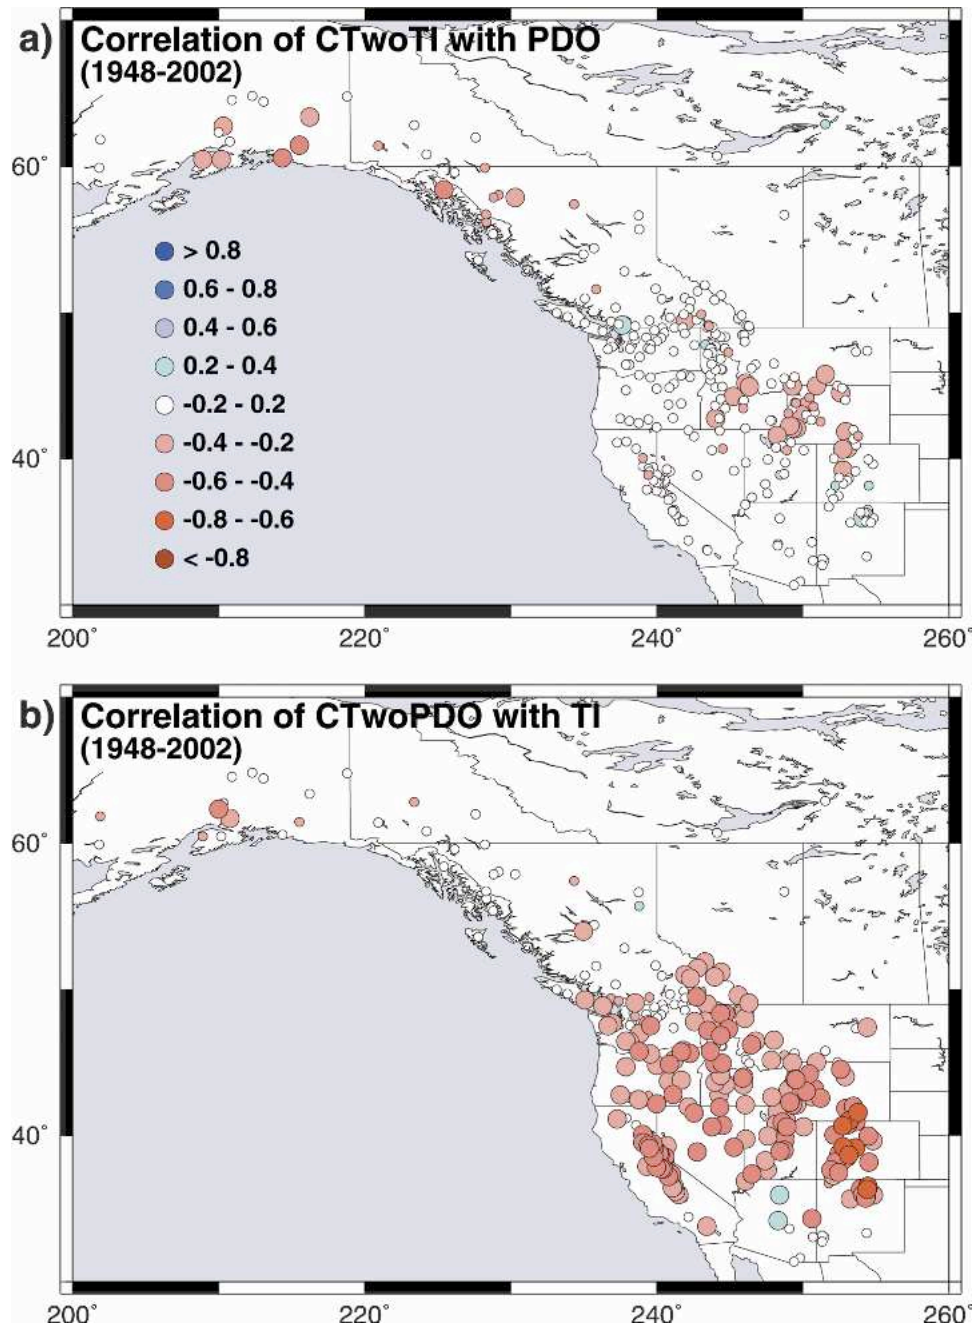 a) Correlation of CTwoTI with PDO
(1948-2002)
60°
> 0.8
0.6 - 0.8
0.4 - 0.6
0.2 - 0.4
-0.2 - 0.2
-0.4 - -0.2
-0.6 - -0.4
-0.8 - -0.6
< -0.8
40°
200° 220° 240° 260°
b) Correlation of CTwoPDO with TI
(1948-2002)
60°
40°
200° 220° 240° 260°